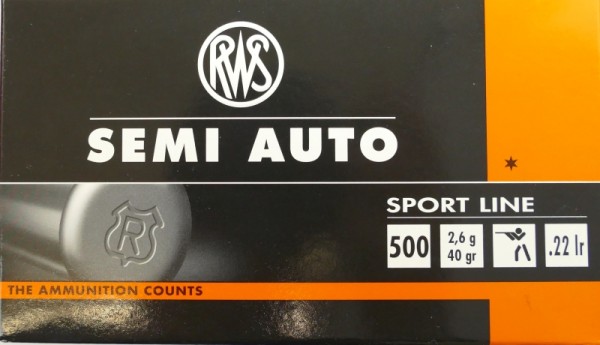 RWS
SEMI AUTO
SPORT LINE
500
2,6 g
40 gr
.22 lr
R
THE AMMUNITION COUNTS